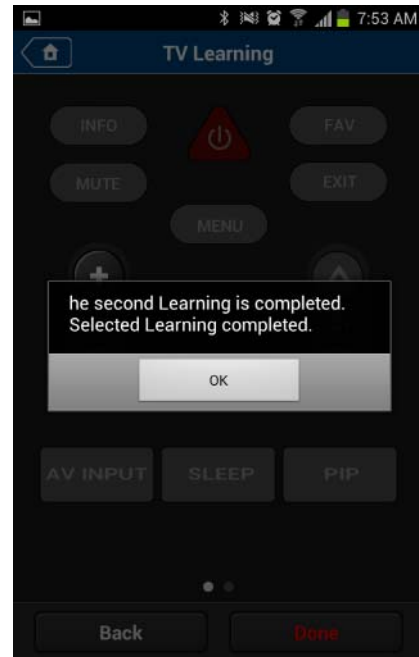 7:53 AM
TV Learning
INFO
FAV
MUTE
EXIT
MENU
he second Learning is completed.
Selected Learning completed.
OK
AV INPUT SLEEP PIP
Back Done